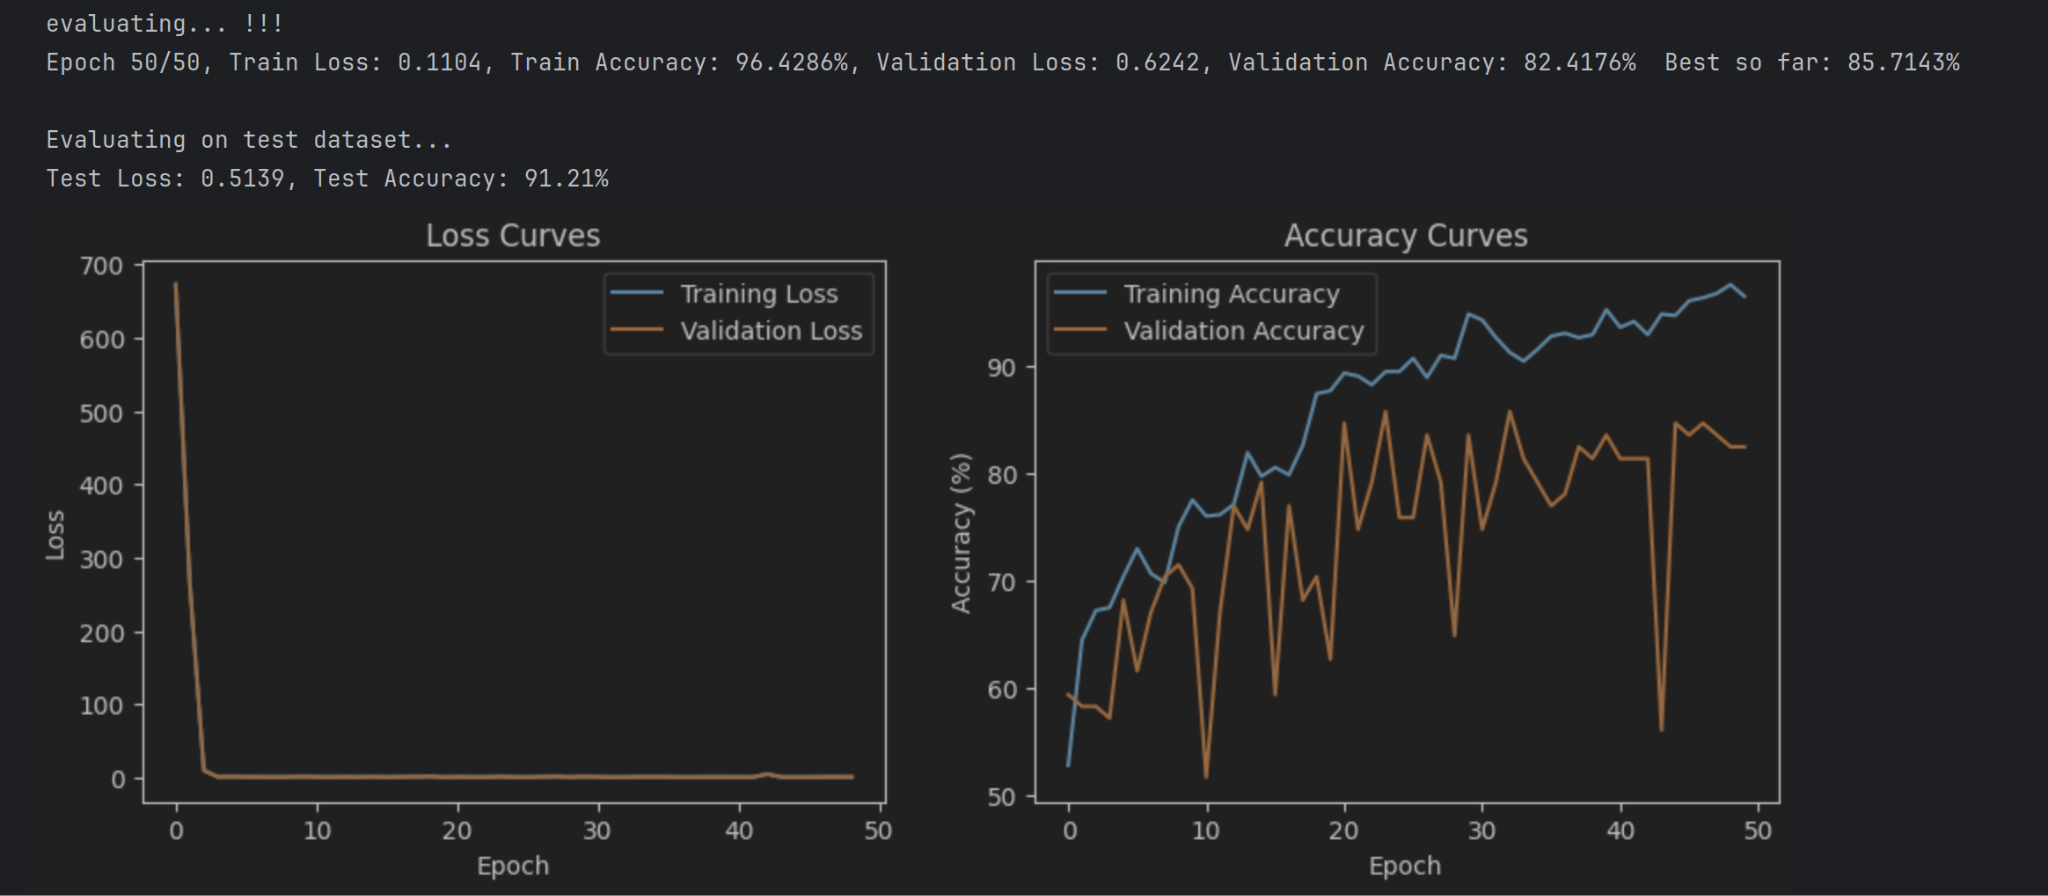 evaluating... !!!
Epoch 50/50, Train Loss: 0.1104, Train Accuracy: 96.4286%, Validation Loss: 0.6242, Validation Accuracy: 82.4176%  Best so far: 85.7143%
Evaluating on test dataset...
Test Loss: 0.5139, Test Accuracy: 91.21%
Loss Curves
700
600
500
400
300
200
100
0
Loss
Training Loss
Validation Loss
0 10 20 30 40 50
Epoch
Accuracy Curves
90
80
70
60
50
Accuracy (%)
Training Accuracy
Validation Accuracy
0 10 20 30 40 50
Epoch